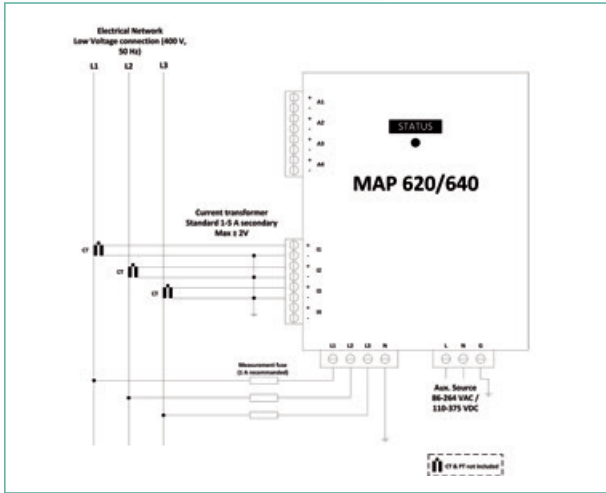 Electrical Network
Low Voltage connection (400 V,
50 Hz)
L1 L2 L3
+ A1
-
+ A2
-
+ A3
-
+ A4
-
STATUS
MAP 620/640
Current transformer
Standard 1-5 A secondary
Max ± 2V
CT
CT
CT
+ I1
-
+ I2
-
+ I3
-
+
-
L1 L2 L3 N
L N G
Measurement fuse
(1 A recommanded)
Aux. Source
86-264 VAC /
110-375 VDC
CT & PT not included